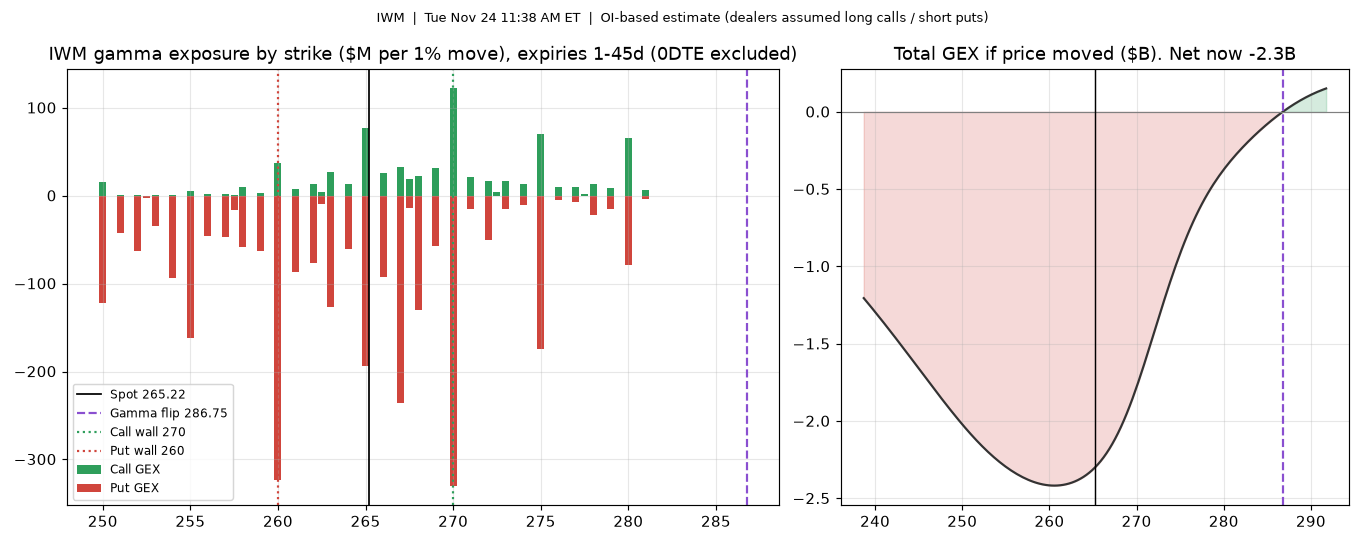 IWM | Tue Nov 24 11:38 AM ET | OI-based estimate (dealers assumed long calls / short puts)
IWM gamma exposure by strike ($M per 1% move), expiries 1-45d (0DTE excluded)
100
0
−100
−200
−300
250
255
260
265
270
275
280
285
Spot 265.22
Gamma flip 286.75
Call wall 270
Put wall 260
Call GEX
Put GEX
Total GEX if price moved ($B). Net now -2.3B
0.0
−0.5
−1.0
−1.5
−2.0
−2.5
240
250
260
270
280
290